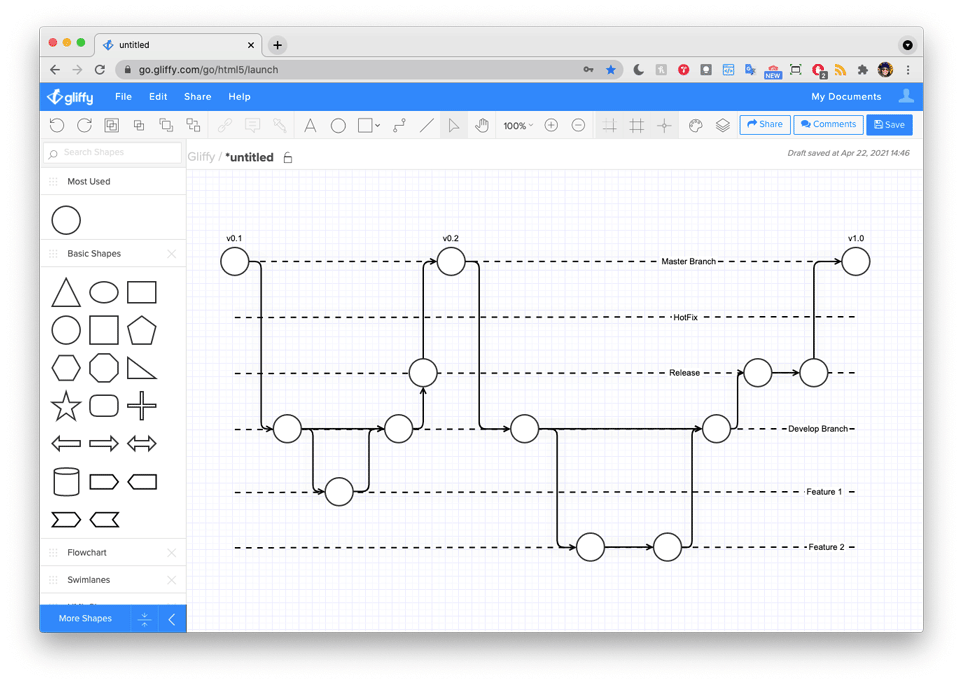 untitled
go.gliffy.com/go/html5/launch
NEW
2
gliffy
File Edit Share Help
My Documents
100%
Share
Comments
Save
Search Shapes
Gliffy / *untitled
Draft saved at Apr 22, 2021 14:46
Most Used
Basic Shapes
Flowchart
Swimlanes
More Shapes
v0.1
v0.2
v1.0
Master Branch
HotFix
Release
Develop Branch
Feature 1
Feature 2